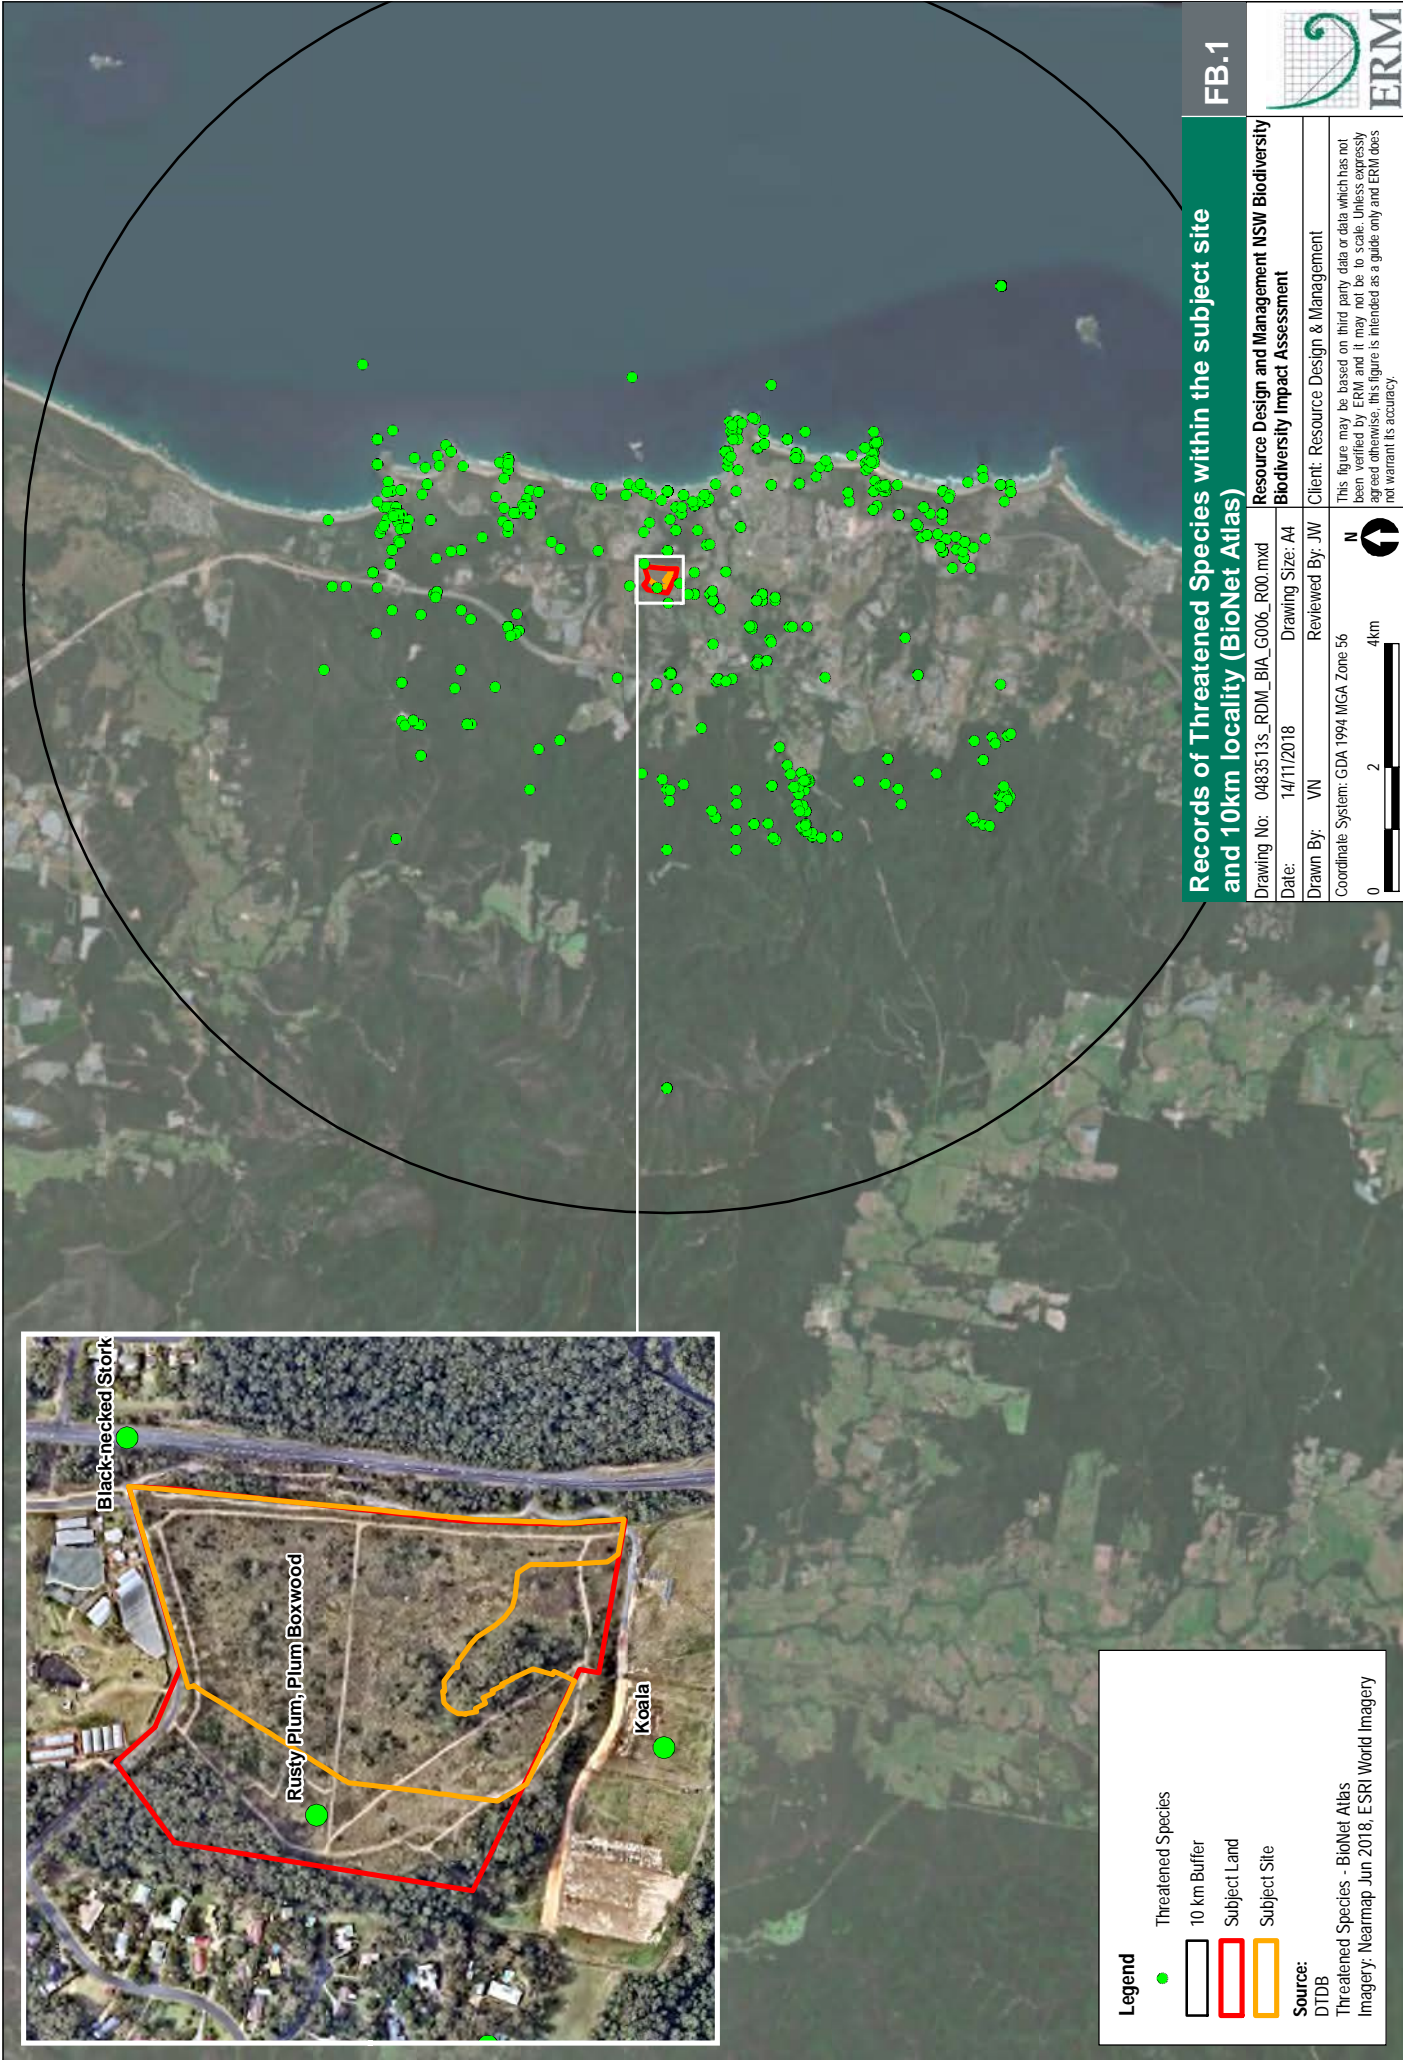 Black-necked Stork
Rusty Plum, Plum Boxwood
Koala
Legend
Threatened Species
10 km Buffer
Subject Land
Subject Site
Source:
DTDB
Threatened Species - BioNet Atlas
Imagery: Nearmap Jun 2018, ESRI World Imagery
Records of Threatened Species within the subject site
and 10km locality (BioNet Atlas)
FB.1
Drawing No: 0483513s_RDM_BIA_G006_R00.mxd
Date: 14/11/2018 Drawing Size: A4
Drawn By: VN Reviewed By: JW
Coordinate System: GDA 1994 MGA Zone 56
0 2 4km
N
Resource Design and Management NSW Biodiversity
Biodiversity Impact Assessment
Client: Resource Design & Management
This figure may be based on third party data or data which has not
been verified by ERM and it may not be to scale. Unless expressly
agreed otherwise, this figure is intended as a guide only and ERM does
not warrant its accuracy.
ERM